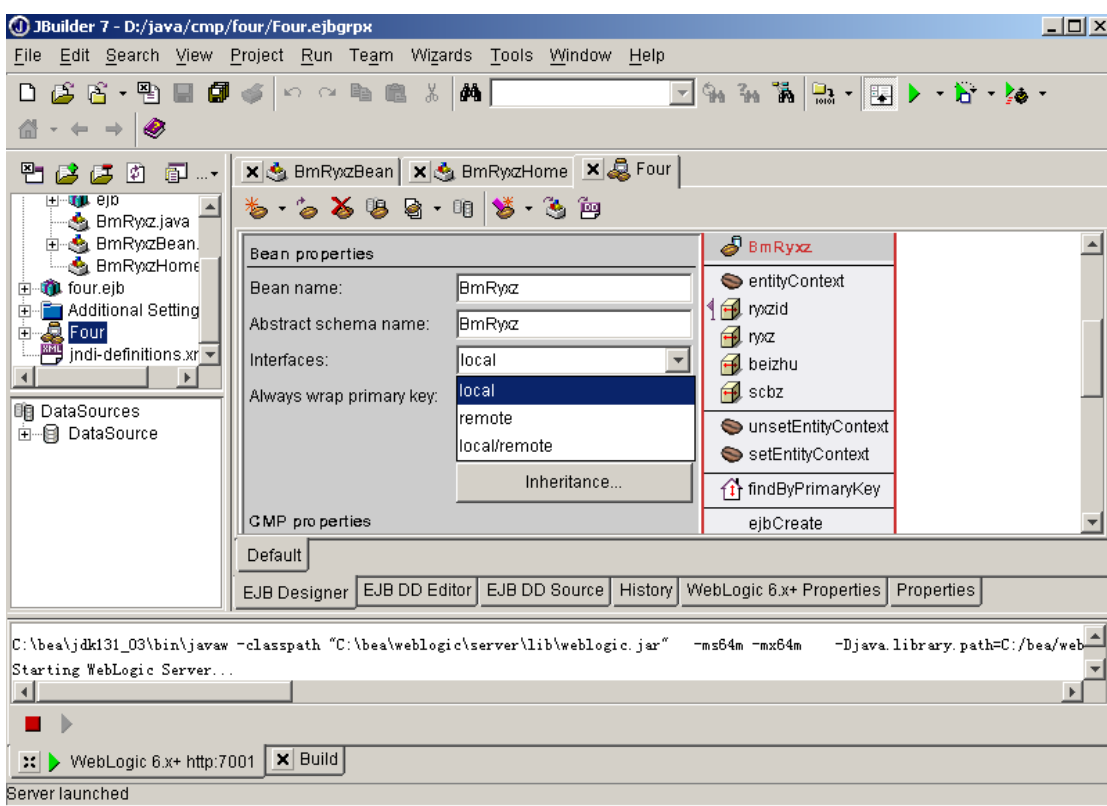 JBuilder 7 - D:/java/cmp/four/Four.ejbgrpx
File Edit Search View Project Run Team Wizards Tools Window Help
BmRyxzBean BmRyxzHome Four
ejb
BmRyxz.java
BmRyxzBean.
BmRyxzHome
four.ejb
Additional Setting
Four
jndi-definitions.xr
DataSources
DataSource
Bean properties
Bean name: BmRyxz
Abstract schema name: BmRyxz
Interfaces: local
Always wrap primary key:
local
remote
local/remote
Inheritance...
CMP properties
BmRyxz
entityContext
ryxzid
ryxz
beizhu
scbz
unsetEntityContext
setEntityContext
findByPrimaryKey
ejbCreate
Default
EJB Designer EJB DD Editor EJB DD Source History WebLogic 6.x+ Properties Properties
C:\bea\jdk131_03\bin\javaw -classpath "C:\bea\weblogic\server\lib\weblogic.jar" -ms64m -mx64m -Djava.library.path=C:/bea/web
Starting WebLogic Server...
WebLogic 6.x+ http:7001 Build
Server launched